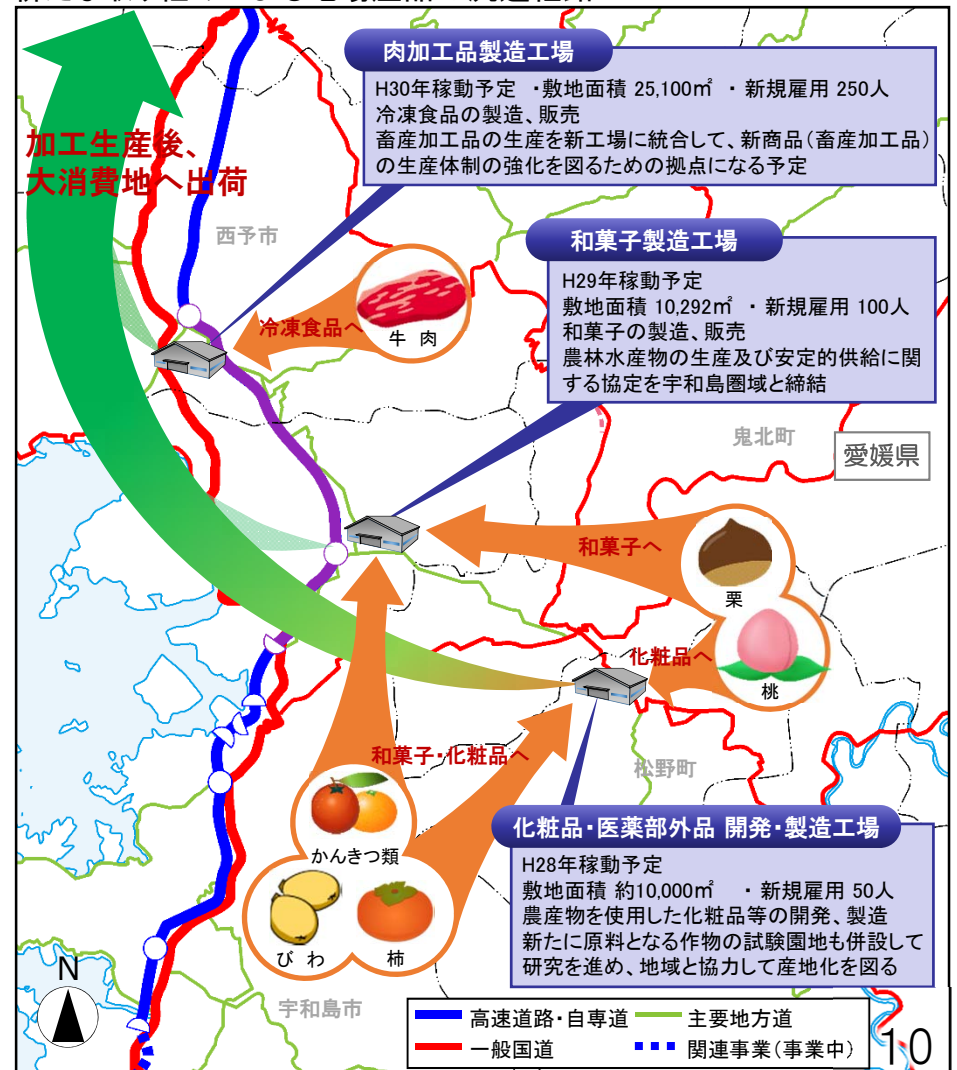 肉加工品製造工場
H30年稼動予定 ・敷地面積 25,100㎡ ・新規雇用 250人
冷凍食品の製造、販売
畜産加工品の生産を新工場に統合して、新商品(畜産加工品)
の生産体制の強化を図るための拠点になる予定
加工生産後、
大消費地へ出荷
西予市
和菓子製造工場
H29年稼動予定
敷地面積 10,292㎡ ・新規雇用 100人
和菓子の製造、販売
農林水産物の生産及び安定的供給に関
する協定を宇和島圏域と締結
冷凍食品へ
牛肉
鬼北町
愛媛県
和菓子へ
栗
化粧品へ
桃
和菓子・化粧品へ
松野町
かんきつ類
びわ
柿
化粧品・医薬部外品 開発・製造工場
H28年稼動予定
敷地面積 約10,000㎡ ・新規雇用 50人
農産物を使用した化粧品等の開発、製造
新たに原料となる作物の試験園地も併設して
研究を進め、地域と協力して産地化を図る
N
宇和島市
高速道路・自専道
主要地方道
一般国道
関連事業(事業中)
10